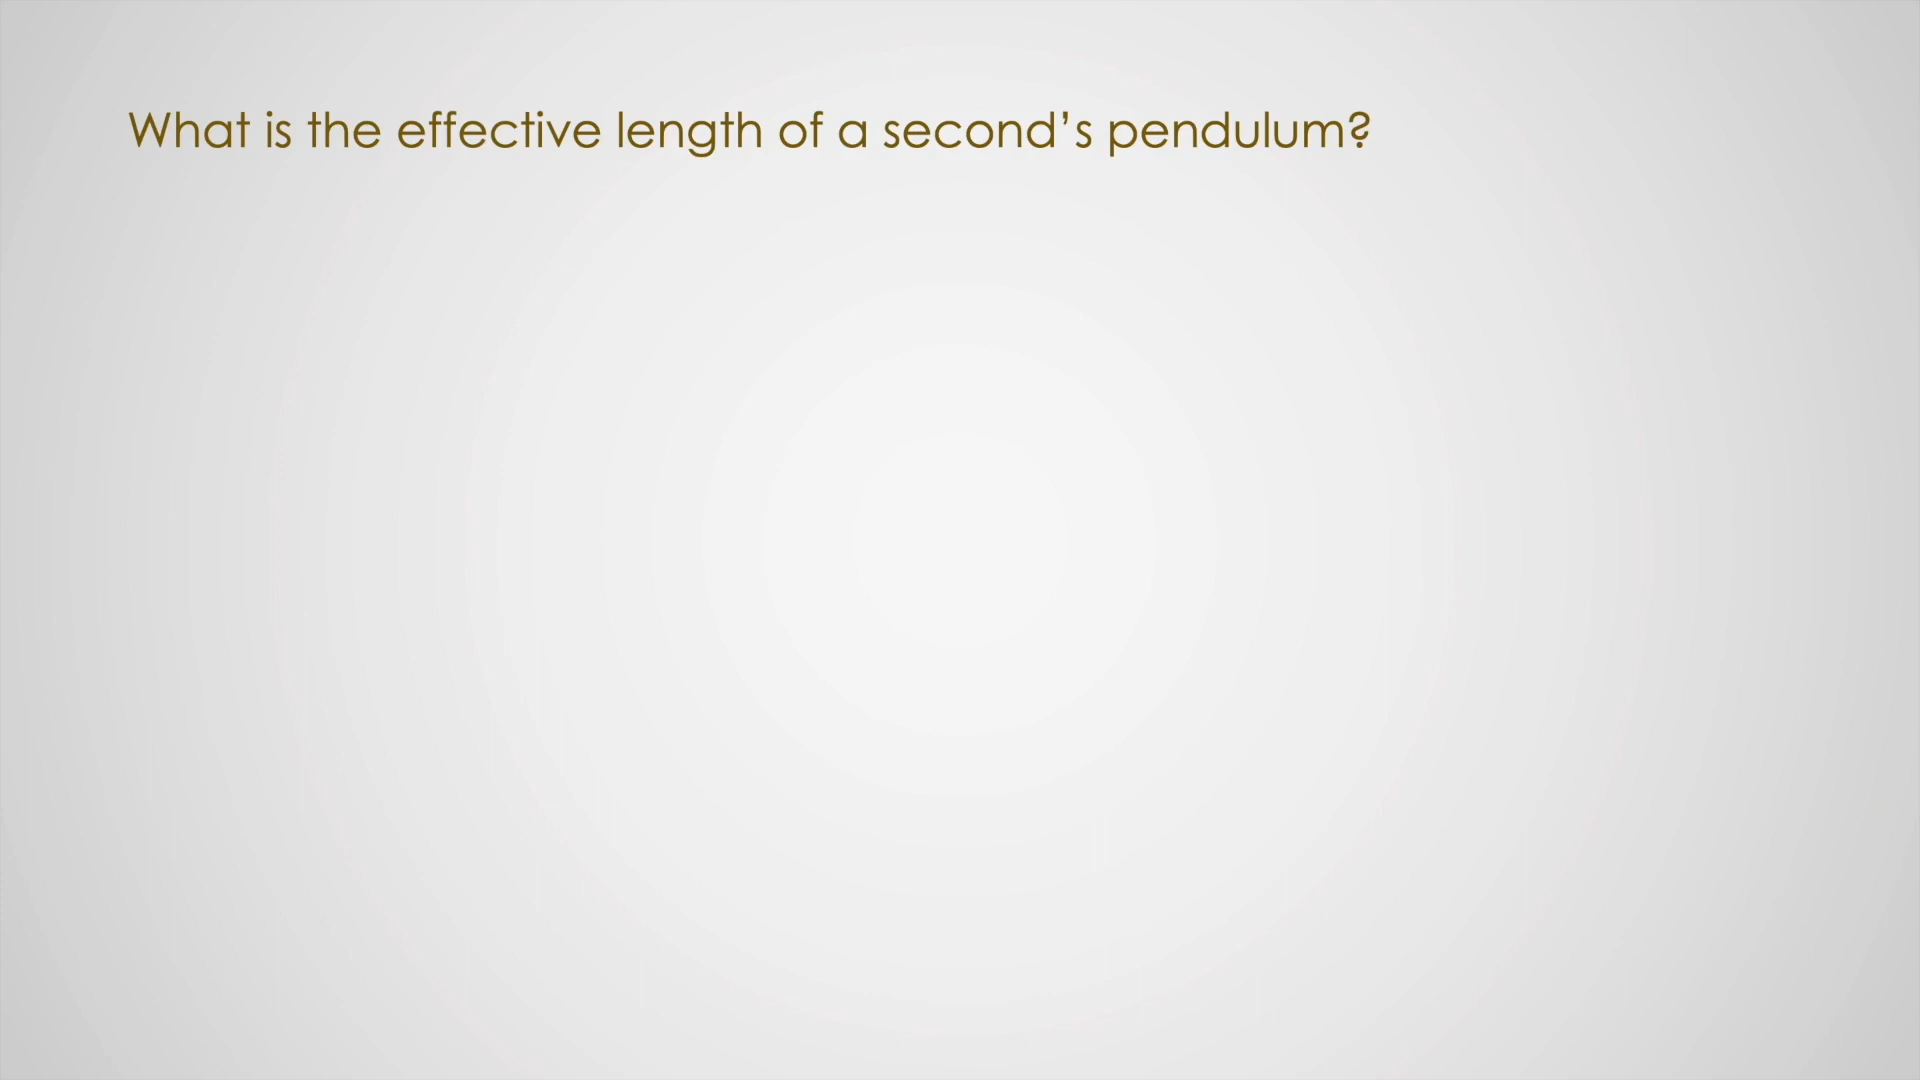 What is the effective length of a second’s pendulum?